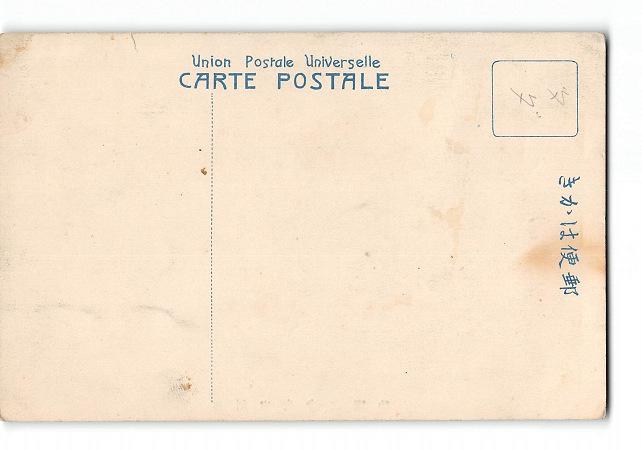 Union Postale Universelle
CARTE POSTALE
きかは便郵